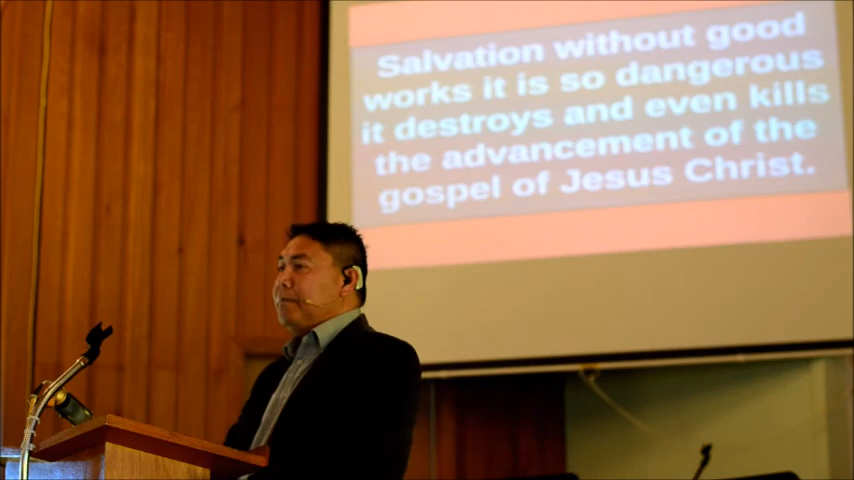 Salvation without good
works it is so dangerous
it destroys and even kills
the advancement of the
gospel of Jesus Christ.